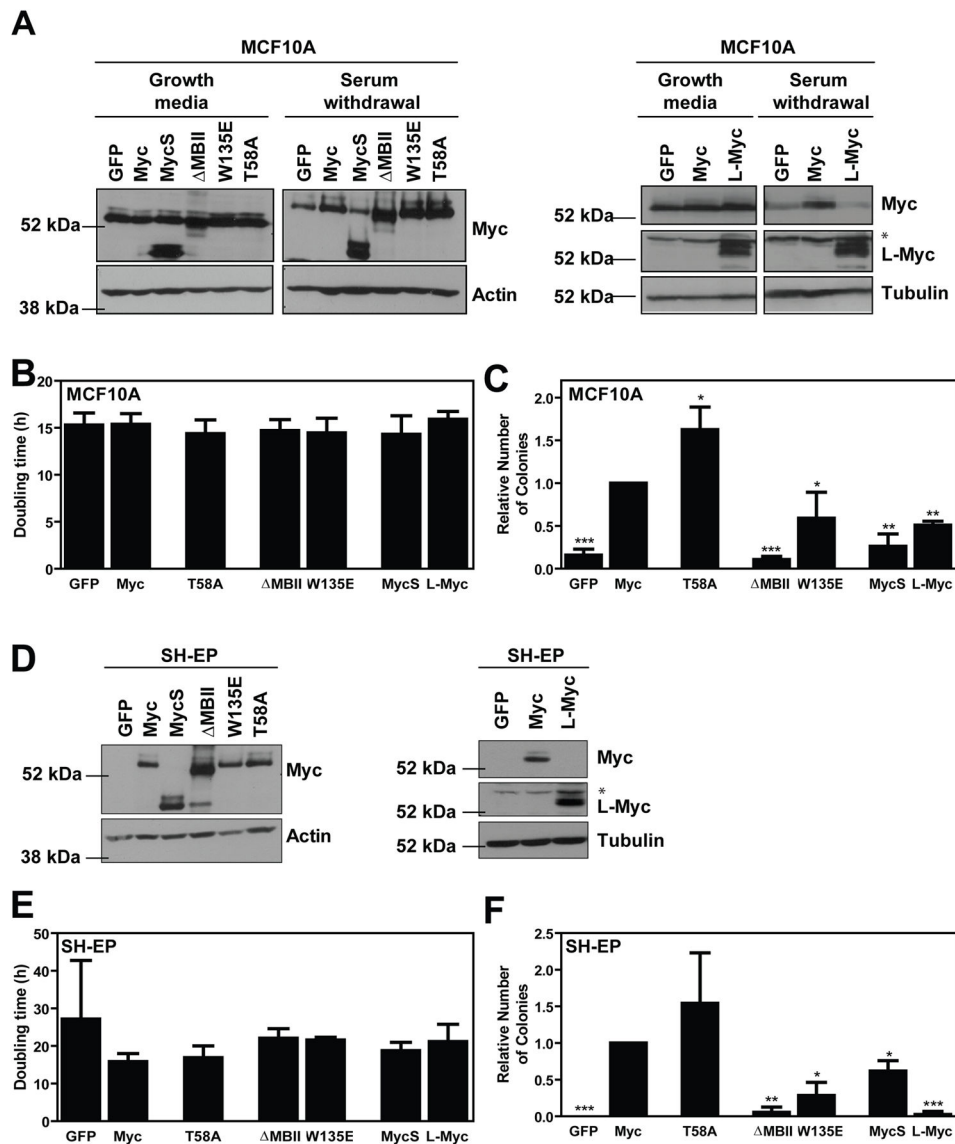 A
MCF10A
Growth
media
Serum
withdrawal
GFP
Myc
MycS
ΔMBII
W135E
T58A
GFP
Myc
MycS
ΔMBII
W135E
T58A
52 kDa
Myc
38 kDa
Actin
MCF10A
Growth
media
Serum
withdrawal
GFP
Myc
L-Myc
GFP
Myc
L-Myc
52 kDa
Myc
*
52 kDa
L-Myc
52 kDa
Tubulin
B
MCF10A
Doubling time (h)
20
15
10
5
0
GFP Myc T58A ΔMBII W135E MycS L-Myc
C
MCF10A
Relative Number
of Colonies
2.0
1.5
1.0
0.5
0.0
*** * *** * ** **
GFP Myc T58A ΔMBII W135E MycS L-Myc
D
SH-EP
GFP
Myc
MycS
ΔMBII
W135E
T58A
52 kDa
Myc
38 kDa
Actin
SH-EP
GFP
Myc
L-Myc
52 kDa
Myc
*
52 kDa
L-Myc
52 kDa
Tubulin
E
SH-EP
Doubling time (h)
50
40
30
20
10
0
GFP Myc T58A ΔMBII W135E MycS L-Myc
F
SH-EP
Relative Number
of Colonies
2.5
2.0
1.5
1.0
0.5
0.0
*** ** * * ***
GFP Myc T58A ΔMBII W135E MycS L-Myc